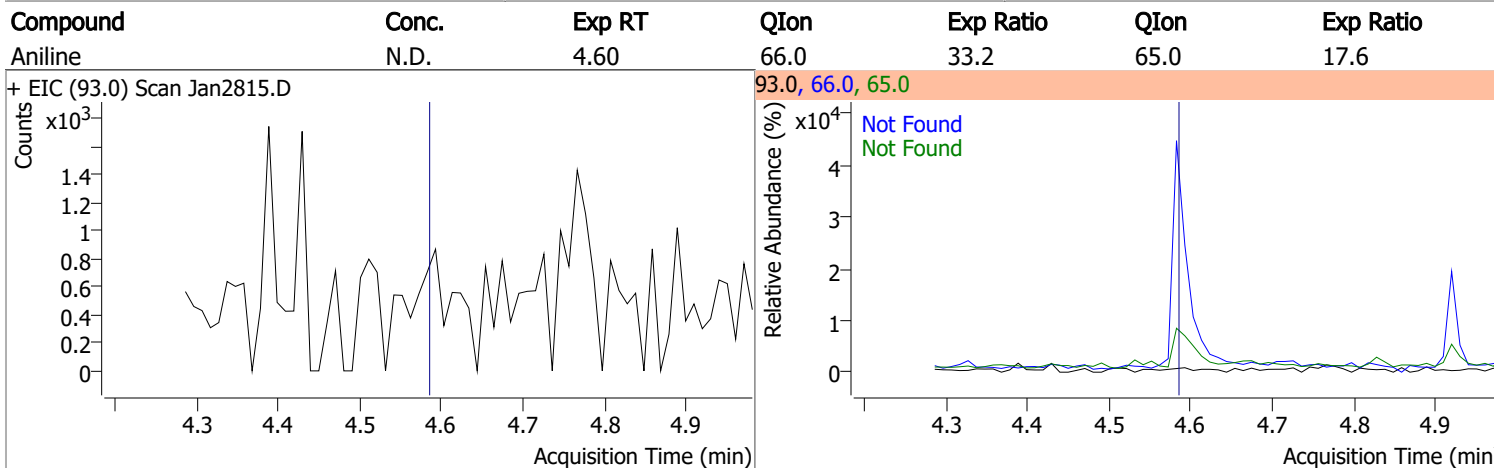 Compound Conc. Exp RT QIon Exp Ratio QIon Exp Ratio
Aniline N.D. 4.60 66.0 33.2 65.0 17.6
+ EIC (93.0) Scan Jan2815.D
Counts
x10³
1.4
1.2
1
0.8
0.6
0.4
0.2
0
4.3 4.4 4.5 4.6 4.7 4.8 4.9
Acquisition Time (min)
93.0, 66.0, 65.0
Relative Abundance (%)
x10⁴
Not Found
Not Found
4
3
2
1
0
4.3 4.4 4.5 4.6 4.7 4.8 4.9
Acquisition Time (min